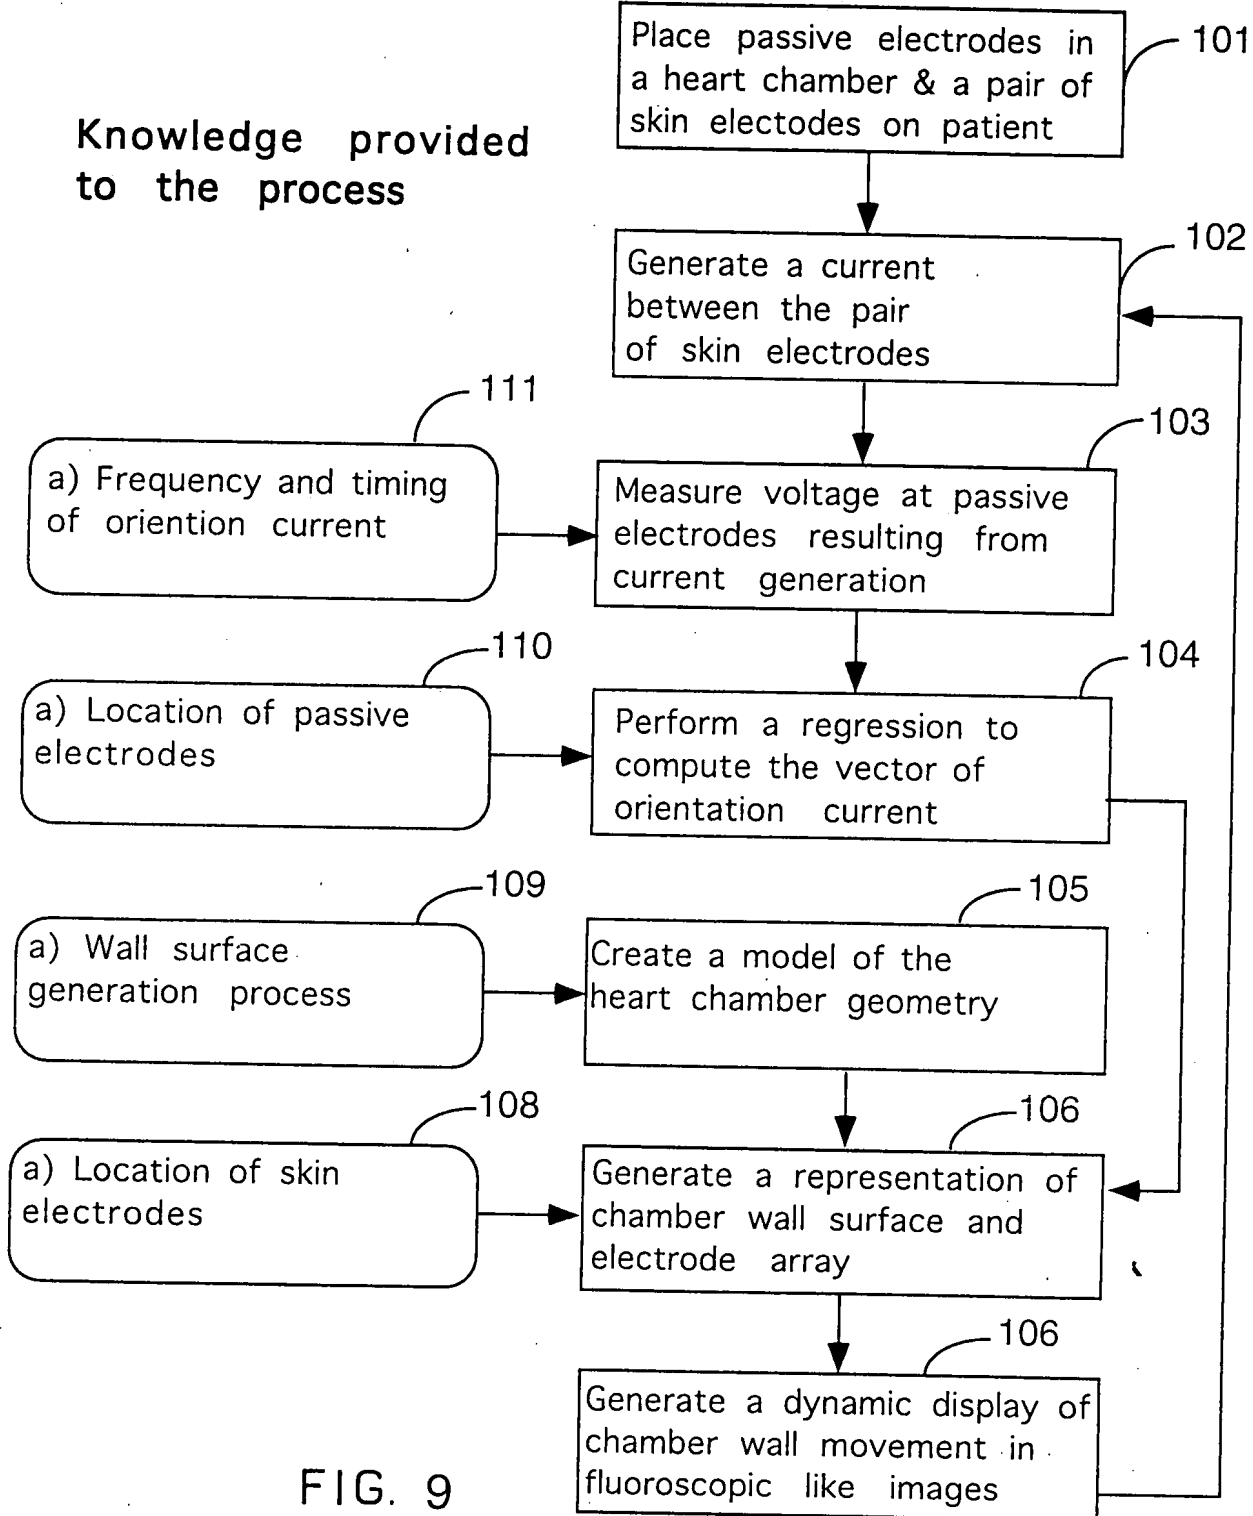 Place passive electrodes in
a heart chamber & a pair of
skin electodes on patient
101
Knowledge provided
to the process
Generate a current
between the pair
of skin electrodes
102
111
a) Frequency and timing
of oriention current
Measure voltage at passive
electrodes resulting from
current generation
103
110
a) Location of passive
electrodes
Perform a regression to
compute the vector of
orientation current
104
109
a) Wall surface
generation process
Create a model of the
heart chamber geometry
105
108
a) Location of skin
electrodes
Generate a representation of
chamber wall surface and
electrode array
106
Generate a dynamic display of
chamber wall movement in
fluoroscopic like images
106
FIG. 9